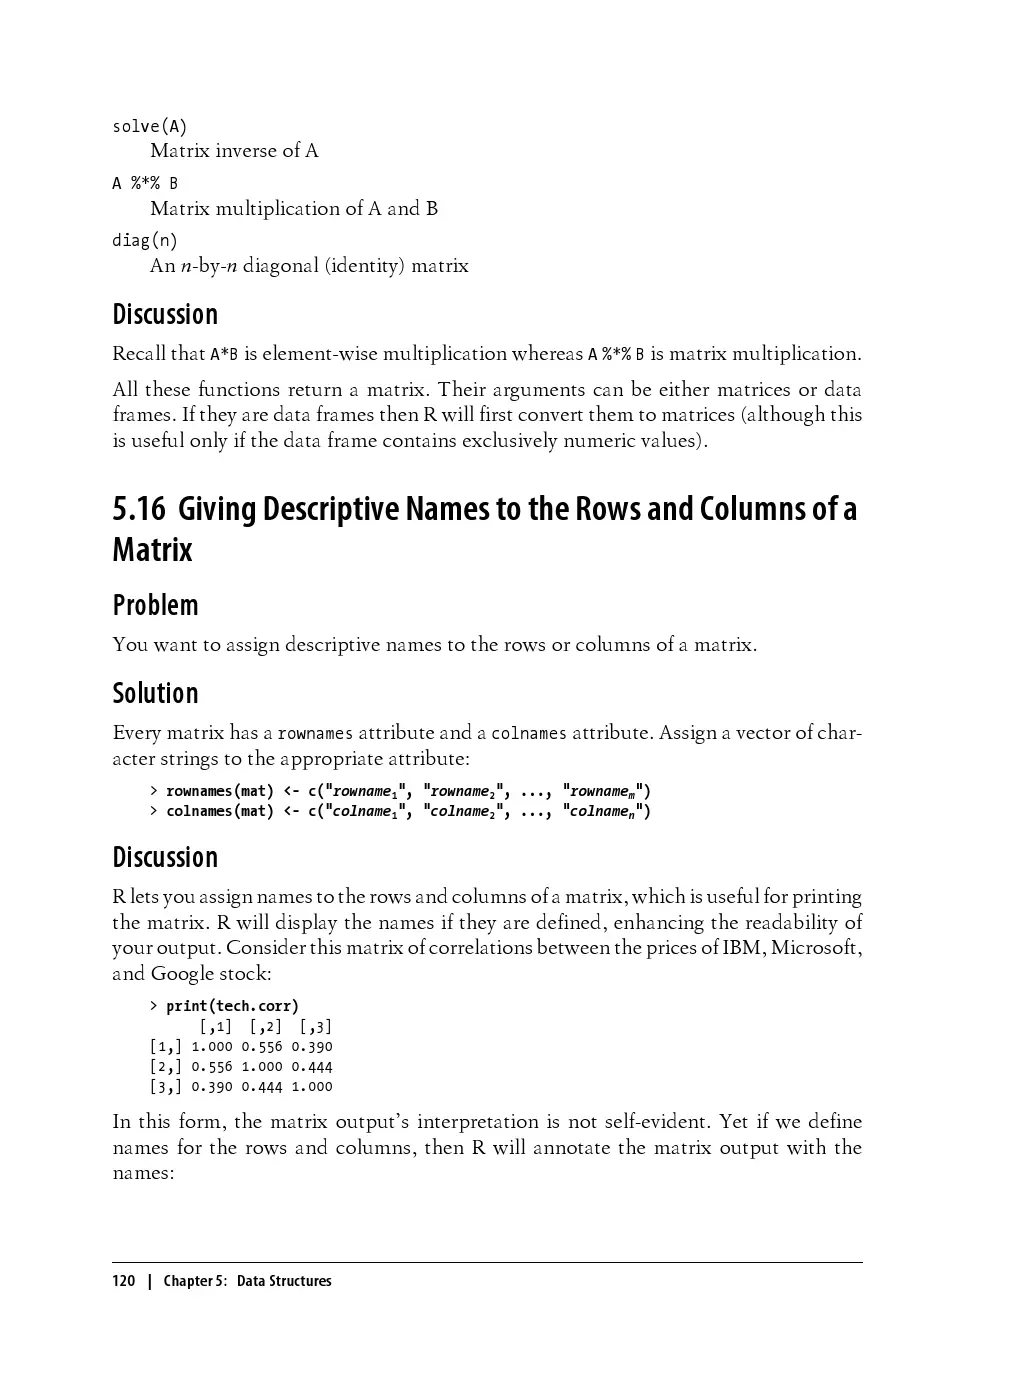 solve(A)
Matrix inverse of A
A %*% B
Matrix multiplication of A and B
diag(n)
An n-by-n diagonal (identity) matrix
Discussion
Recall that A*B is element-wise multiplication whereas A %*% B is matrix multiplication.
All these functions return a matrix. Their arguments can be either matrices or data
frames. If they are data frames then R will first convert them to matrices (although this
is useful only if the data frame contains exclusively numeric values).
5.16 Giving Descriptive Names to the Rows and Columns of a
Matrix
Problem
You want to assign descriptive names to the rows or columns of a matrix.
Solution
Every matrix has a rownames attribute and a colnames attribute. Assign a vector of char-
acter strings to the appropriate attribute:
> rownames(mat) <- c("rowname₁", "rowname₂", ..., "rownameₘ")
> colnames(mat) <- c("colname₁", "colname₂", ..., "colnameₙ")
Discussion
R lets you assign names to the rows and columns of a matrix, which is useful for printing
the matrix. R will display the names if they are defined, enhancing the readability of
your output. Consider this matrix of correlations between the prices of IBM, Microsoft,
and Google stock:
> print(tech.corr)
[,1] [,2] [,3]
[1,] 1.000 0.556 0.390
[2,] 0.556 1.000 0.444
[3,] 0.390 0.444 1.000
In this form, the matrix output’s interpretation is not self-evident. Yet if we define
names for the rows and columns, then R will annotate the matrix output with the
names:
120 | Chapter 5: Data Structures